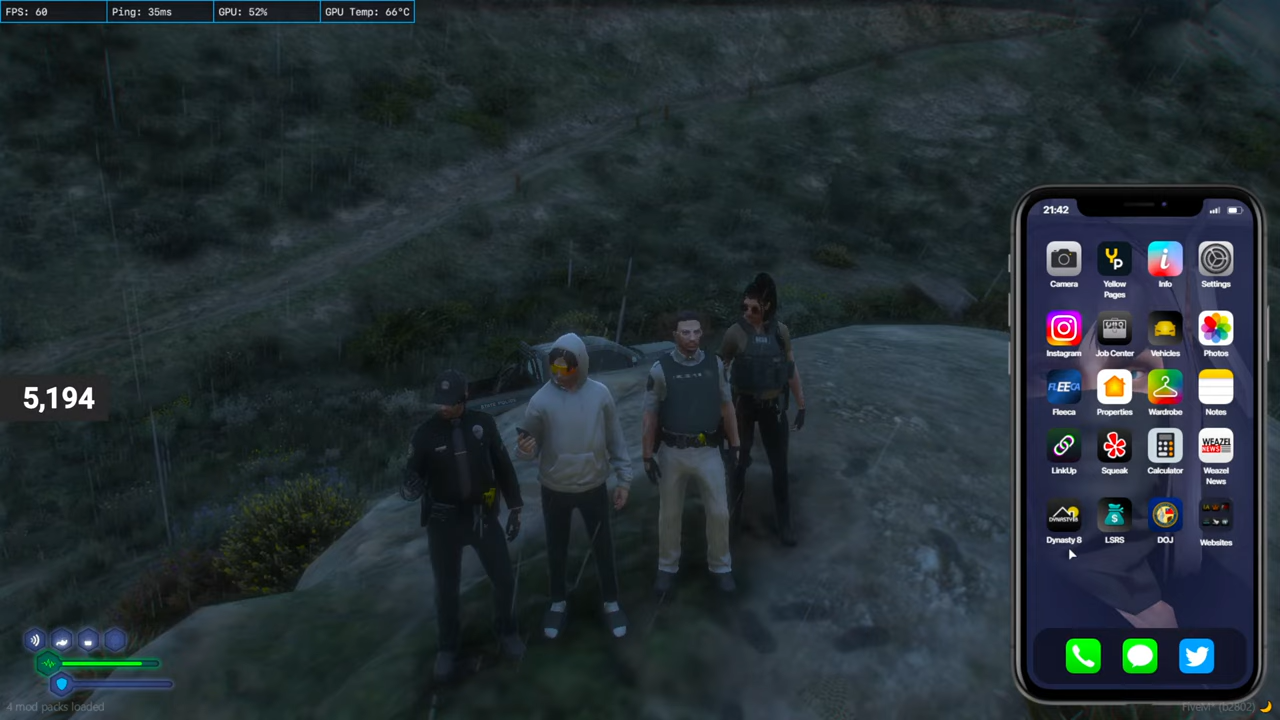 FPS: 60 Ping: 35ms GPU: 52% GPU Temp: 66°C
21:42
Camera Yellow Pages Info Settings
Instagram Job Center Vehicles Photos
FLEECA
Fleeca Properties Wardrobe Notes
5,194
WEAZEL
NEWS
LinkUp Squeak Calculator Weazel News
DYNASTY8
Dynasty 8 LSRS DOJ Websites
4 mod packs loaded
FiveM* (b2802)